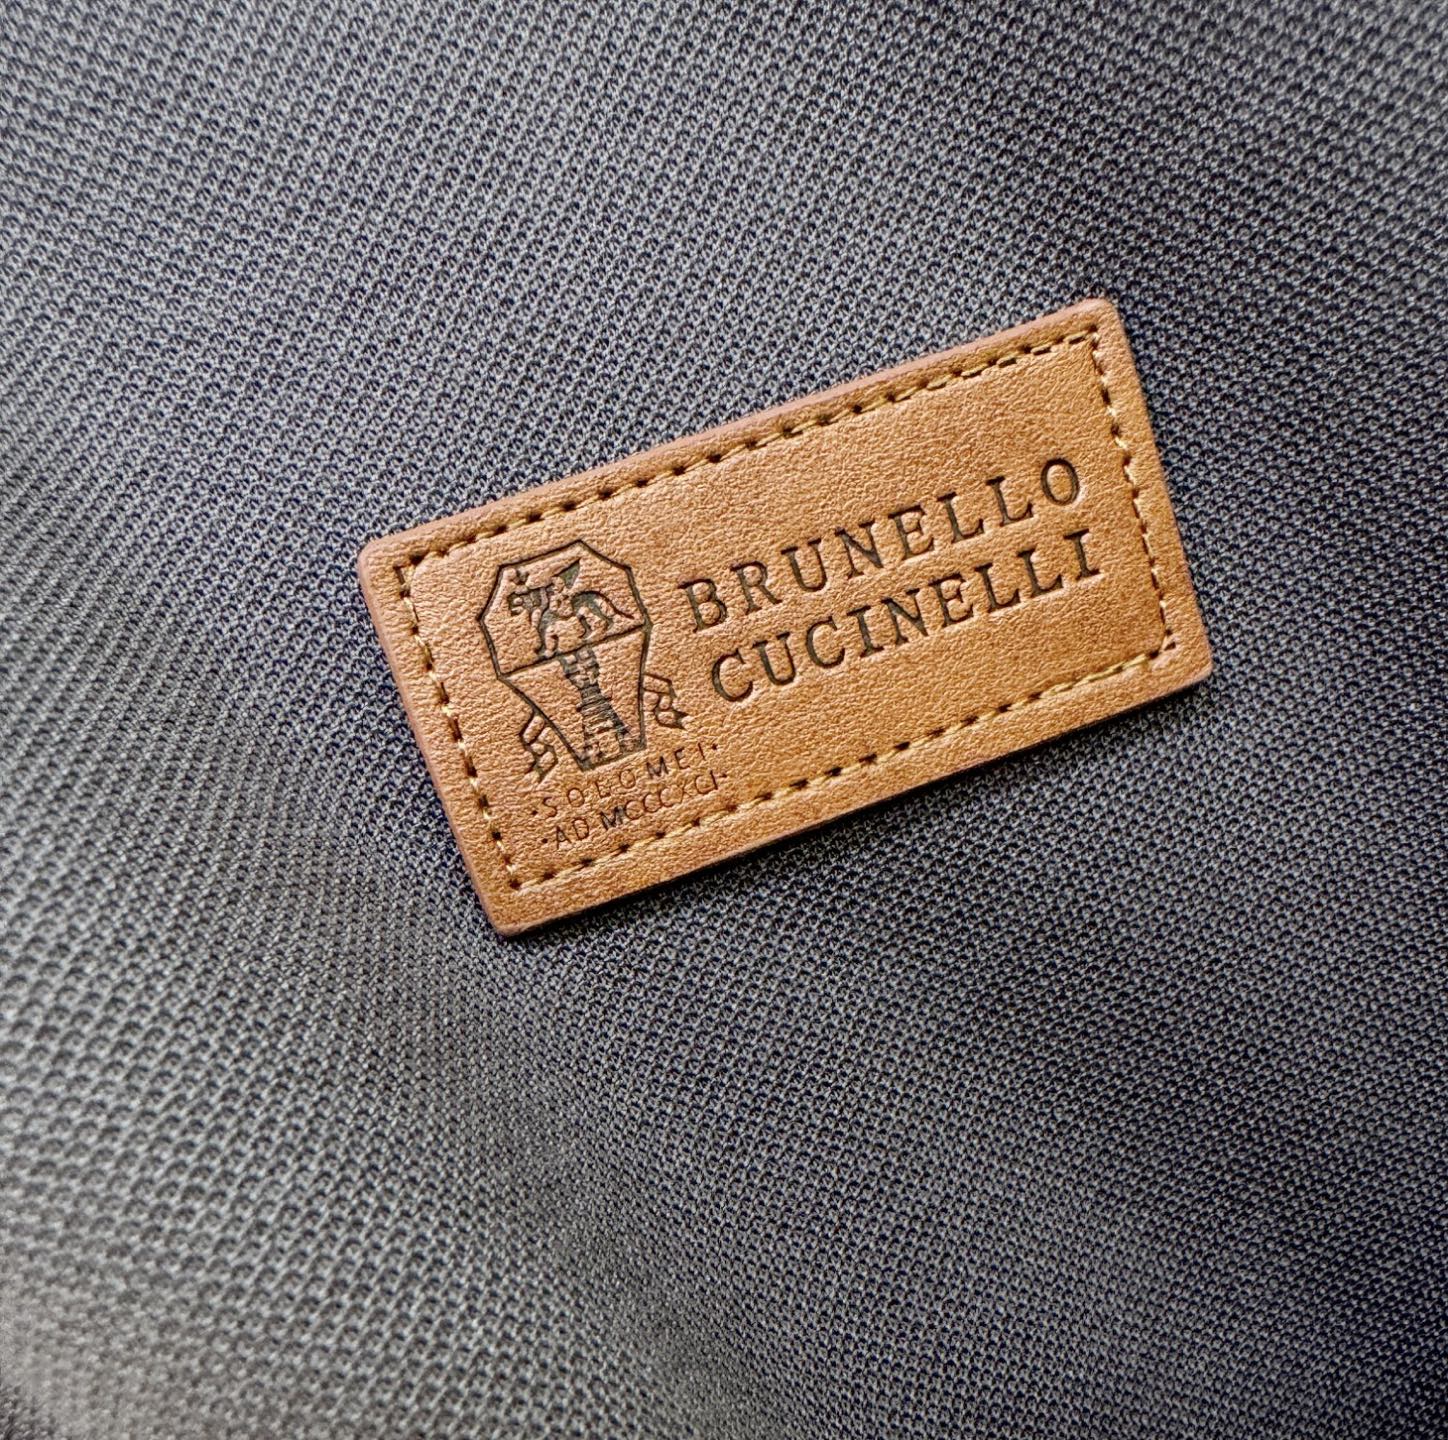 BRUNELLO
CUCINELLI
·SOLOMEI·
·AD MCCCXCI·